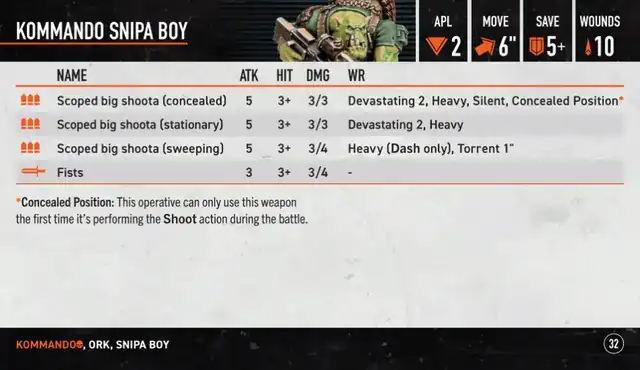 KOMMANDO SNIPA BOY
APL
2
MOVE
6"
SAVE
5+
WOUNDS
10
NAME ATK HIT DMG WR
Scoped big shoota (concealed) 5 3+ 3/3 Devastating 2, Heavy, Silent, Concealed Position*
Scoped big shoota (stationary) 5 3+ 3/3 Devastating 2, Heavy
Scoped big shoota (sweeping) 5 3+ 3/4 Heavy (Dash only), Torrent 1"
Fists 3 3+ 3/4 -
*Concealed Position: This operative can only use this weapon
the first time it's performing the Shoot action during the battle.
KOMMANDO, ORK, SNIPA BOY
32